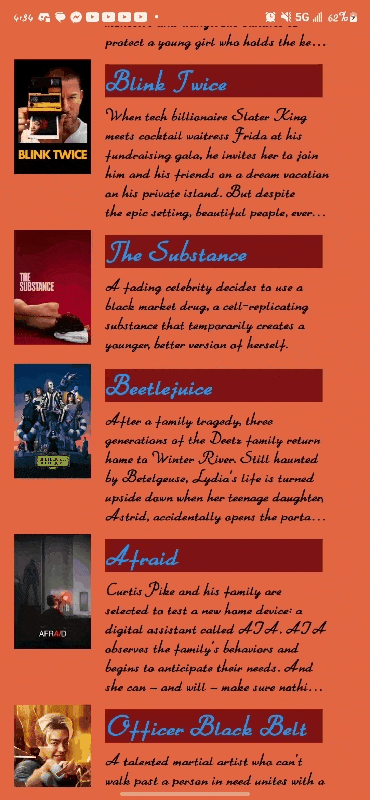 4:34
5G
62%
protect a young girl who holds the ke...
Blink Twice
BLINK TWICE
When tech billionaire Slater King
meets cocktail waitress Frida at his
fundraising gala, he invites her to join
him and his friends on a dream vacation
on his private island. But despite
the epic setting, beautiful people, ever...
The Substance
THE
SUBSTANCE
A fading celebrity decides to use a
black market drug, a cell-replicating
substance that temporarily creates a
younger, better version of herself.
Beetlejuice
After a family tragedy, three
generations of the Deetz family return
home to Winter River. Still haunted
by Betelgeuse, Lydia's life is turned
upside down when her teenage daughter,
Astrid, accidentally opens the porta...
Afraid
AFRAID
Curtis Pike and his family are
selected to test a new home device: a
digital assistant called AIA. AIA
observes the family's behaviors and
begins to anticipate their needs. And
she can – and will – make sure nothi...
Officer Black Belt
A talented martial artist who can't
walk past a person in need unites with a